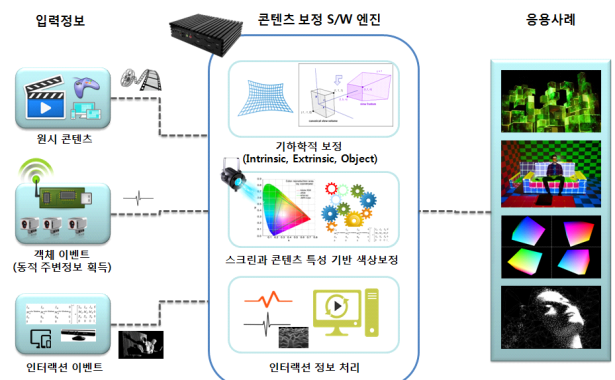 입력정보
콘텐츠 보정 S/W 엔진
응용사례
원시 콘텐츠
기하학적 보정
(Intrinsic, Extrinsic, Object)
객체 이벤트
(동적 주변정보 획득)
스크린과 콘텐츠 특성 기반 색상보정
인터랙션 이벤트
인터랙션 정보 처리